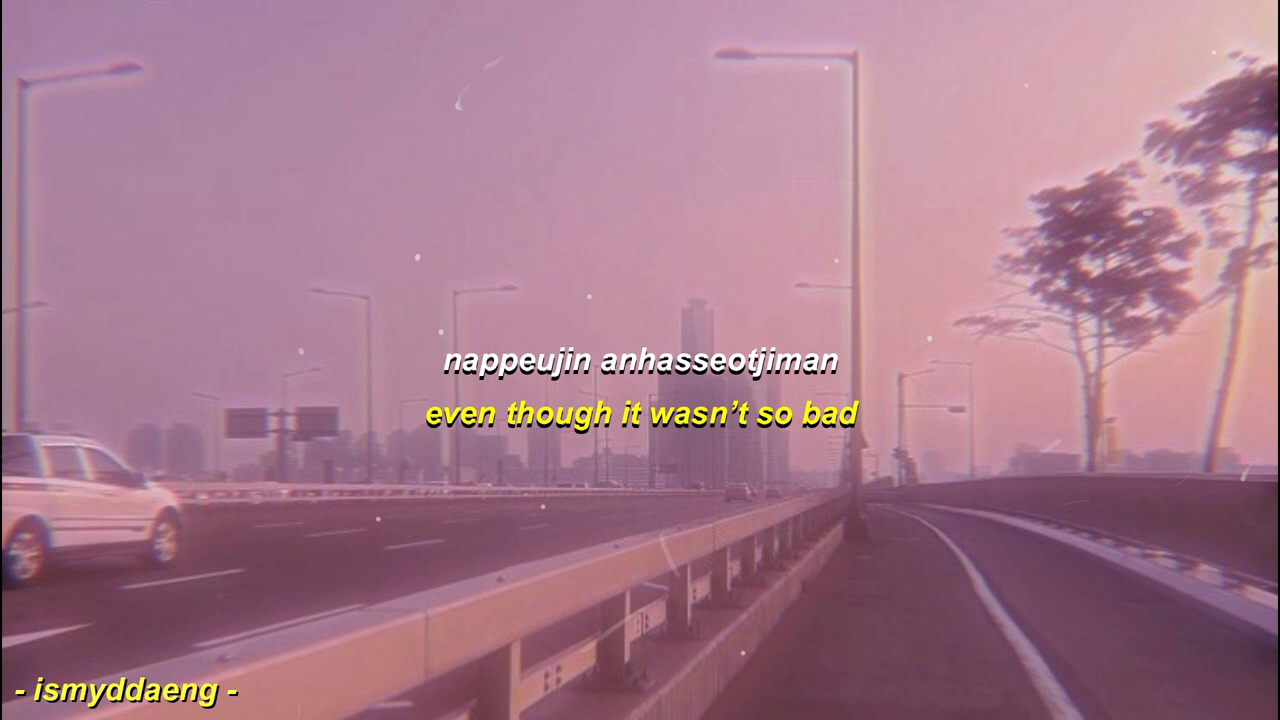 nappeujin anhasseotjiman
even though it wasn't so bad
- ismyddaeng -